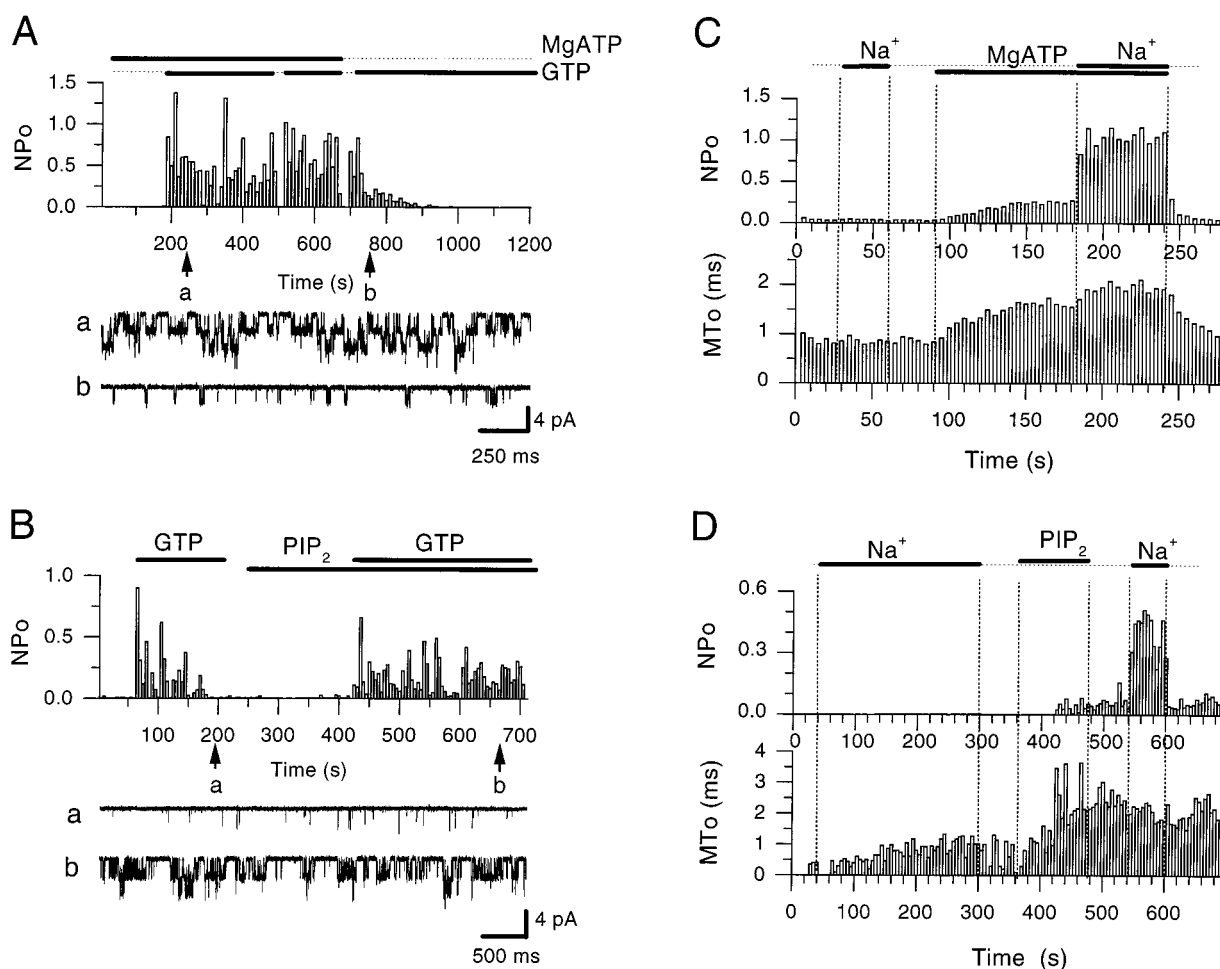 A
MgATP
GTP
1.5
1.0
0.5
0.0
NPo
200 400 600 800 1000 1200
Time (s)
a
b
a
b
4 pA
250 ms
B
GTP
PIP2
GTP
1.0
0.5
0.0
NPo
100 200 300 400 500 600 700
Time (s)
a
b
a
b
4 pA
500 ms
C
Na+
MgATP
Na+
1.5
1.0
0.5
0.0
NPo
0 50 100 150 200 250
2
1
0
MTo (ms)
0 50 100 150 200 250
Time (s)
D
Na+
PIP2
Na+
0.6
0.3
0.0
NPo
0 100 200 300 400 500 600
4
3
2
1
0
MTo (ms)
0 100 200 300 400 500 600
Time (s)